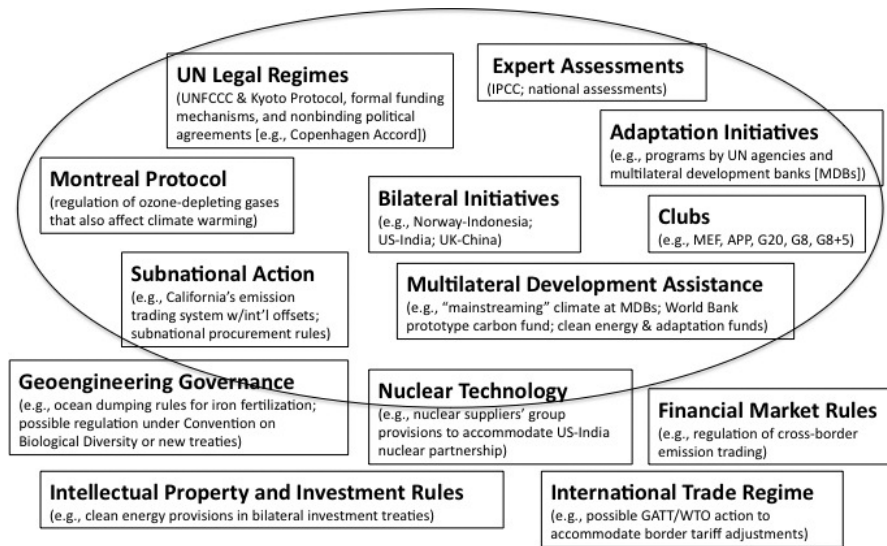 UN Legal Regimes
(UNFCCC & Kyoto Protocol, formal funding
mechanisms, and nonbinding political
agreements [e.g., Copenhagen Accord])
Expert Assessments
(IPCC; national assessments)
Adaptation Initiatives
(e.g., programs by UN agencies and
multilateral development banks [MDBs])
Montreal Protocol
(regulation of ozone-depleting gases
that also affect climate warming)
Bilateral Initiatives
(e.g., Norway-Indonesia;
US-India; UK-China)
Clubs
(e.g., MEF, APP, G20, G8, G8+5)
Subnational Action
(e.g., California's emission
trading system w/int'l offsets;
subnational procurement rules)
Multilateral Development Assistance
(e.g., "mainstreaming" climate at MDBs; World Bank
prototype carbon fund; clean energy & adaptation funds)
Geoengineering Governance
(e.g., ocean dumping rules for iron fertilization;
possible regulation under Convention on
Biological Diversity or new treaties)
Nuclear Technology
(e.g., nuclear suppliers' group
provisions to accommodate US-India
nuclear partnership)
Financial Market Rules
(e.g., regulation of cross-border
emission trading)
Intellectual Property and Investment Rules
(e.g., clean energy provisions in bilateral investment treaties)
International Trade Regime
(e.g., possible GATT/WTO action to
accommodate border tariff adjustments)